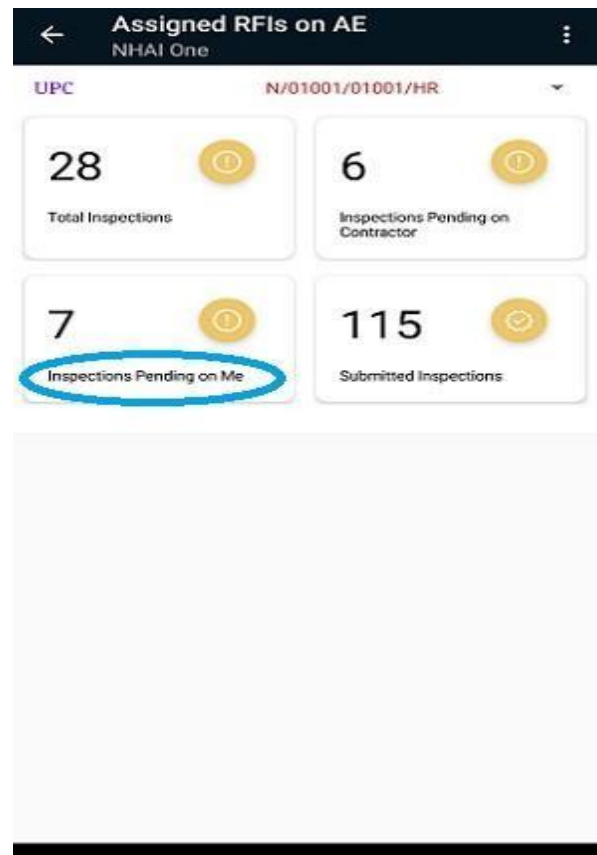 Assigned RFIs on AE
NHAI One
UPC N/01001/01001/HR
28
Total Inspections
6
Inspections Pending on
Contractor
7
Inspections Pending on Me
115
Submitted Inspections